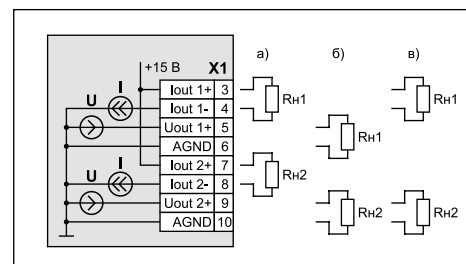 а) б) в)
+15 В X1
Iout 1+ 3
I Iout 1- 4
U Uout 1+ 5
AGND 6
Iout 2+ 7
I Iout 2- 8
U Uout 2+ 9
AGND 10
Rн1 Rн1
Rн1
Rн2
Rн2 Rн2